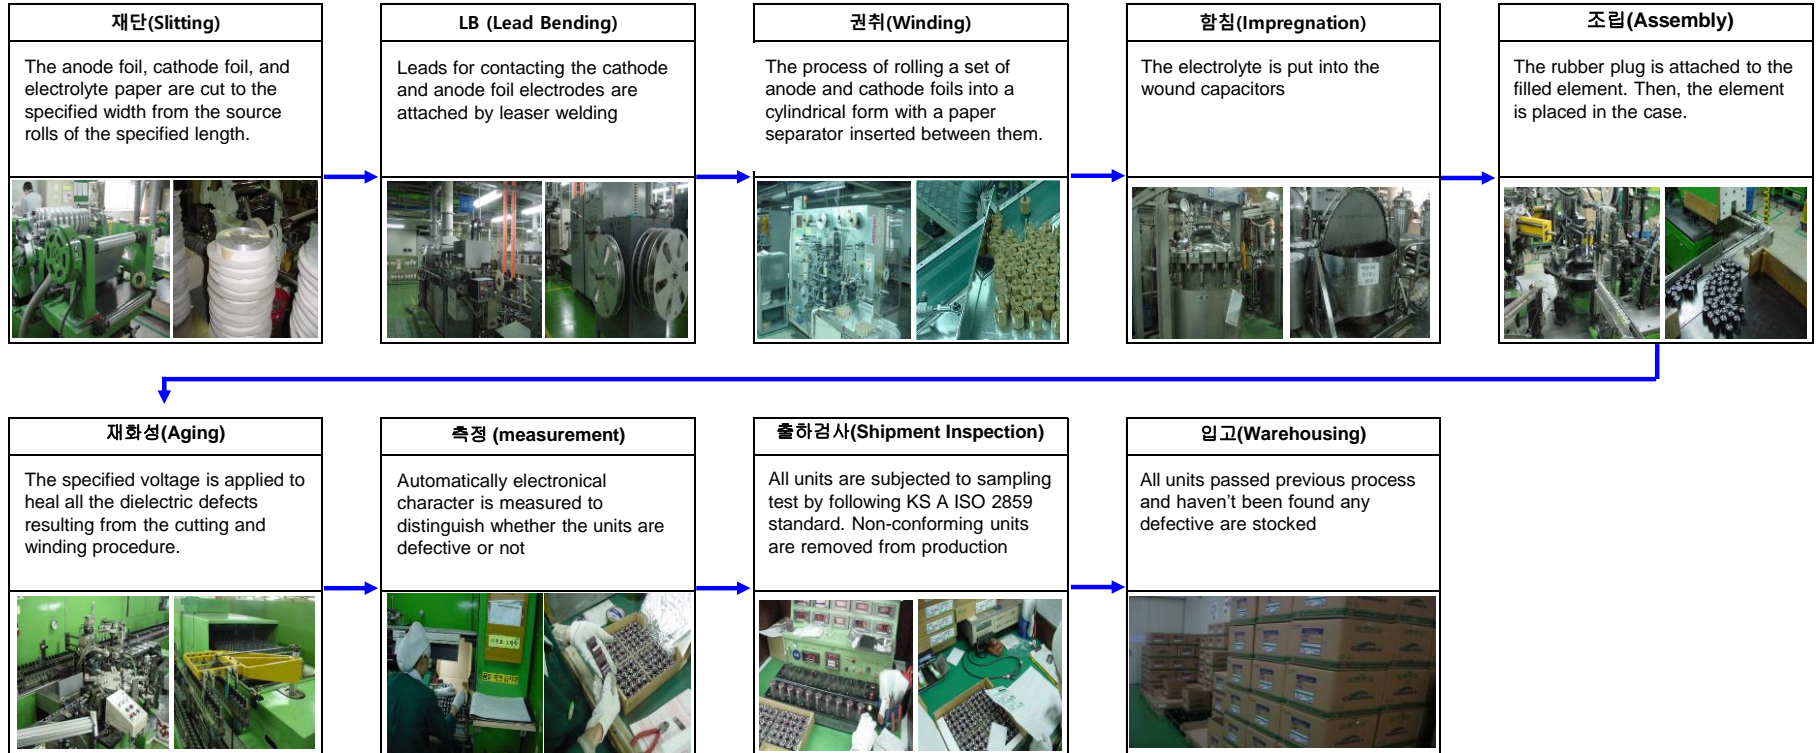 재단(Slitting)
The anode foil, cathode foil, and
electrolyte paper are cut to the
specified width from the source
rolls of the specified length.
LB (Lead Bending)
Leads for contacting the cathode
and anode foil electrodes are
attached by leaser welding
권취(Winding)
The process of rolling a set of
anode and cathode foils into a
cylindrical form with a paper
separator inserted between them.
함침(Impregnation)
The electrolyte is put into the
wound capacitors
조립(Assembly)
The rubber plug is attached to the
filled element. Then, the element
is placed in the case.
재화성(Aging)
The specified voltage is applied to
heal all the dielectric defects
resulting from the cutting and
winding procedure.
측정 (measurement)
Automatically electronical
character is measured to
distinguish whether the units are
defective or not
출하검사(Shipment Inspection)
All units are subjected to sampling
test by following KS A ISO 2859
standard. Non-conforming units
are removed from production
입고(Warehousing)
All units passed previous process
and haven't been found any
defective are stocked